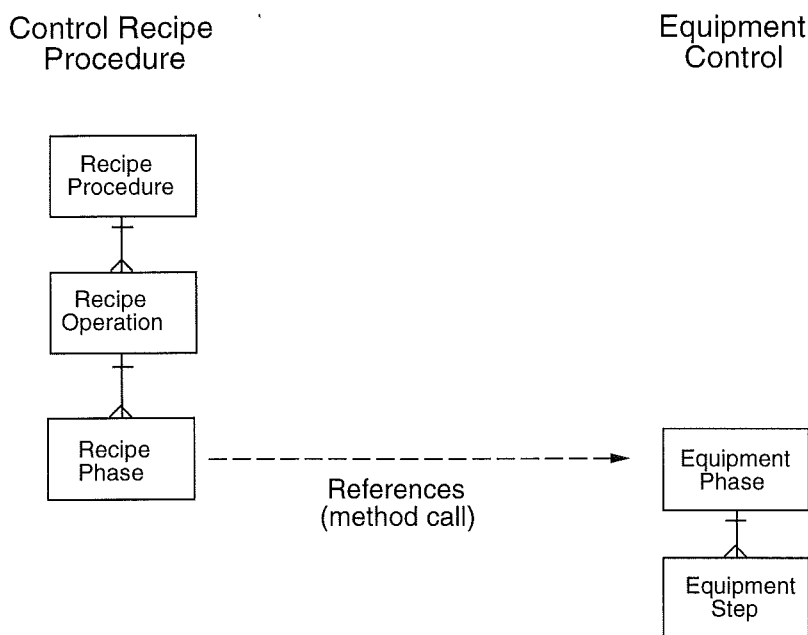 Control Recipe
Procedure
Equipment
Control
Recipe
Procedure
Recipe
Operation
Recipe
Phase
References
(method call)
Equipment
Phase
Equipment
Step